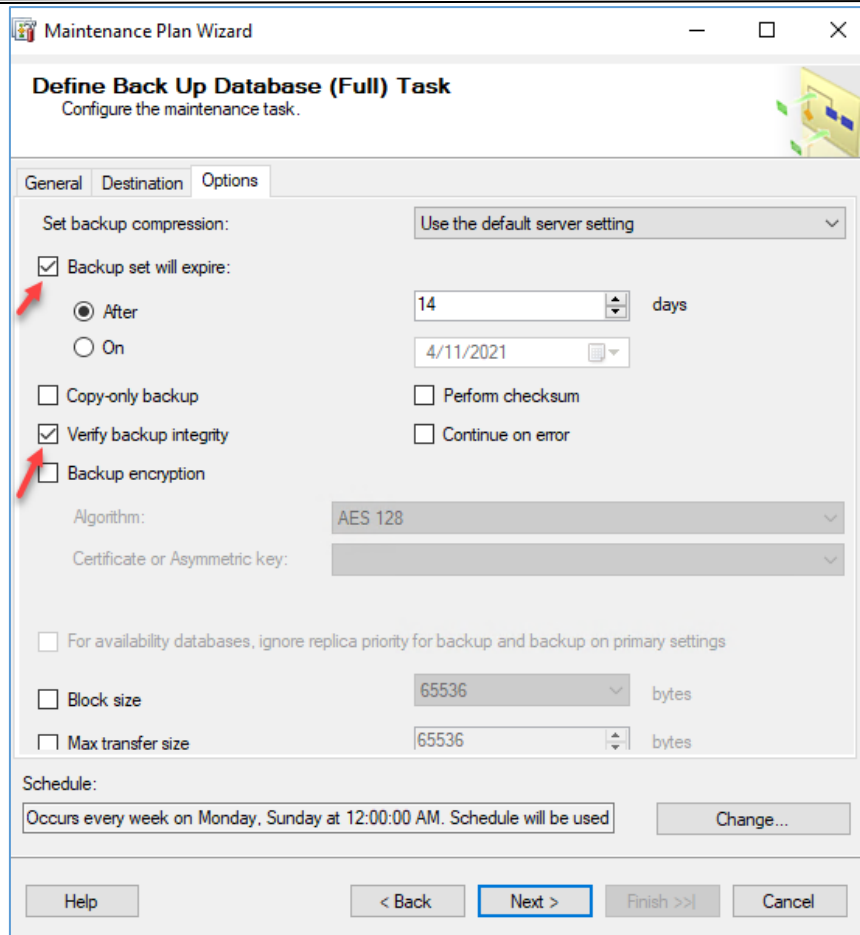 Maintenance Plan Wizard
Define Back Up Database (Full) Task
Configure the maintenance task.
General Destination Options
Set backup compression: Use the default server setting
Backup set will expire:
After 14 days
On 4/11/2021
Copy-only backup Perform checksum
Verify backup integrity Continue on error
Backup encryption
Algorithm: AES 128
Certificate or Asymmetric key:
For availability databases, ignore replica priority for backup and backup on primary settings
Block size 65536 bytes
Max transfer size 65536 bytes
Schedule:
Occurs every week on Monday, Sunday at 12:00:00 AM. Schedule will be used
Change...
Help < Back Next > Finish >>| Cancel